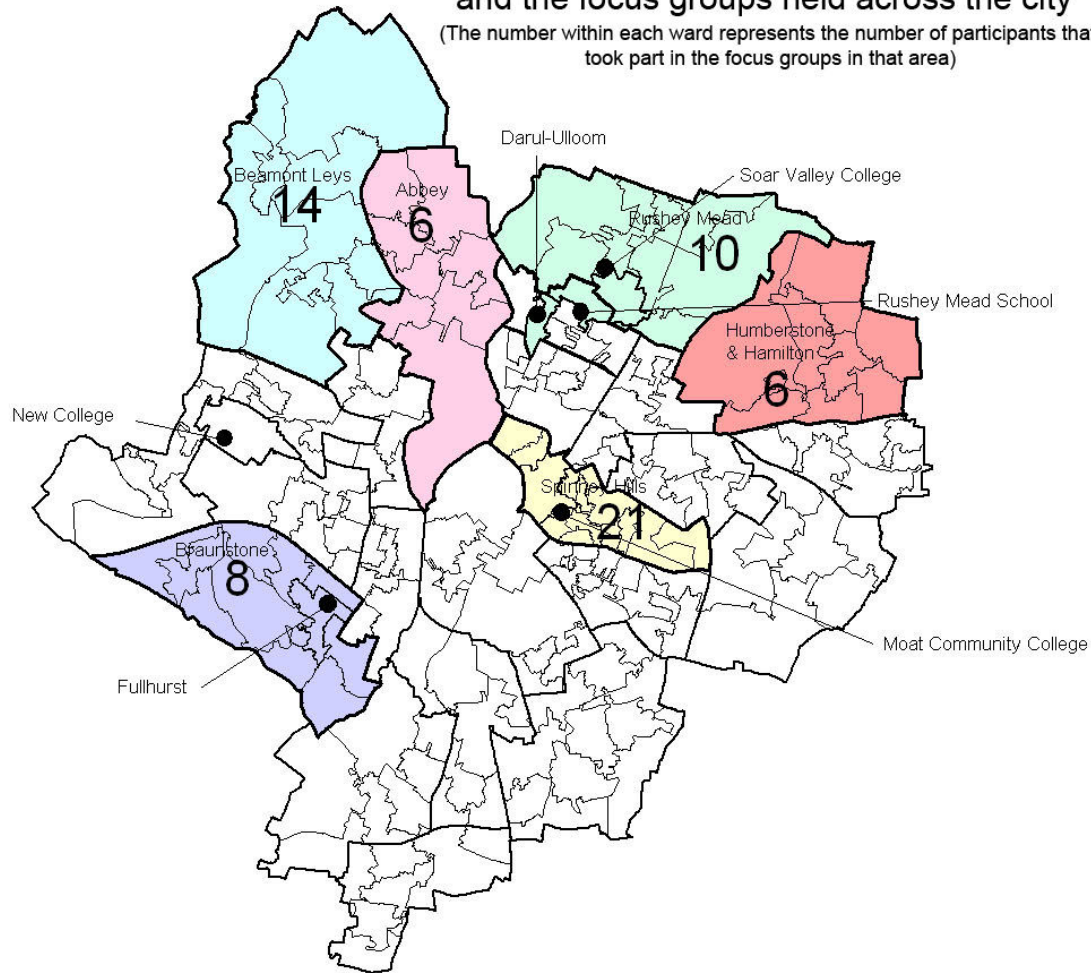 and the focus groups held across the city
(The number within each ward represents the number of participants tha
took part in the focus groups in that area)
Darul-Ulloom
Soar Valley College
Beamont Leys
14
Abbey
6
Rushey Mead
10
Rushey Mead School
Humberstone
& Hamilton
6
New College
Spinney Hills
21
Braunstone
8
Moat Community College
Fullhurst